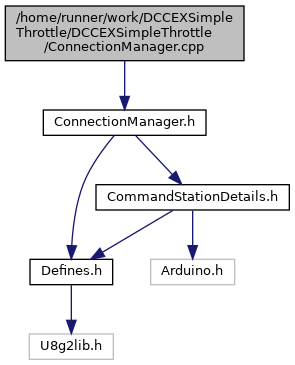 /home/runner/work/DCCEXSimple
Throttle/DCCEXSimpleThrottle
/ConnectionManager.cpp
ConnectionManager.h
CommandStationDetails.h
Defines.h
Arduino.h
U8g2lib.h